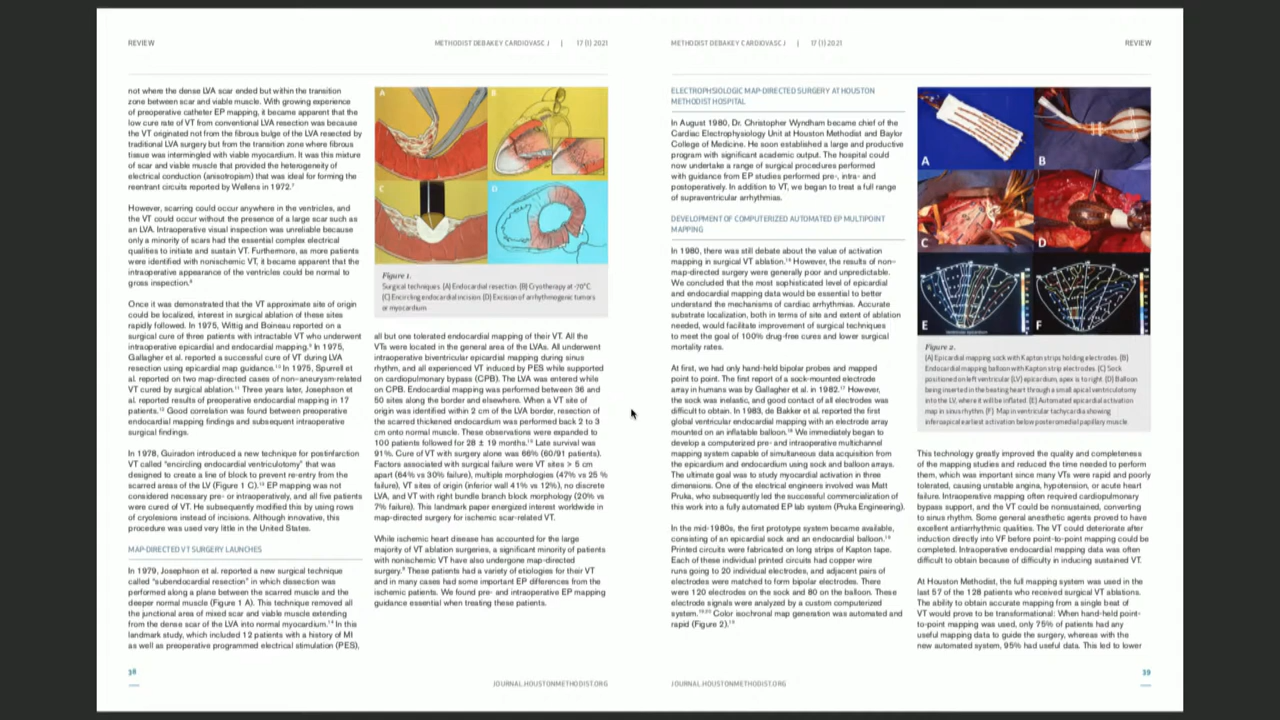 REVIEW
METHODIST DEBAKEY CARDIOVASC J | 17 (1) 2021
not where the dense LVA scar ended but within the transition
zone between scar and viable muscle. With growing experience
of preoperative catheter EP mapping, it became apparent that the
low cure rate of VT from conventional LVA resection was because
the VT originated not from the fibrous bulge of the LVA resected by
traditional LVA surgery but from the transition zone where fibrous
tissue was intermingled with viable myocardium. It was this mixture
of scar and viable muscle that provided the heterogeneity of
electrical conduction (anisotropism) that was ideal for forming the
reentrant circuits reported by Wellens in 1972.7
However, scarring could occur anywhere in the ventricles, and
the VT could occur without the presence of a large scar such as
an LVA. Intraoperative visual inspection was unreliable because
only a minority of scars had the essential complex electrical
qualities to initiate and sustain VT. Furthermore, as more patients
were identified with nonischemic VT, it became apparent that the
intraoperative appearance of the ventricles could be normal to
gross inspection.8
Once it was demonstrated that the VT approximate site of origin
could be localized, interest in surgical ablation of these sites
rapidly followed. In 1975, Wittig and Boineau reported on a
surgical cure of three patients with intractable VT who underwent
intraoperative epicardial and endocardial mapping.9 In 1975,
Gallagher et al. reported a successful cure of VT during LVA
resection using epicardial map guidance.10 In 1975, Spurrell et
al. reported on two map-directed cases of non-aneurysm-related
VT cured by surgical ablation.11 Three years later, Josephson et
al. reported results of preoperative endocardial mapping in 17
patients.12 Good correlation was found between preoperative
endocardial mapping findings and subsequent intraoperative
surgical findings.
In 1978, Guiraudon introduced a new technique for postinfarction
VT called "encircling endocardial ventriculotomy" that was
designed to create a line of block to prevent re-entry from the
scarred areas of the LV (Figure 1 C).13 EP mapping was not
considered necessary pre- or intraoperatively, and all five patients
were cured of VT. He subsequently modified this by using rows
of cryolesions instead of incisions. Although innovative, this
procedure was used very little in the United States.
MAP-DIRECTED VT SURGERY LAUNCHES
In 1979, Josephson et al. reported a new surgical technique
called "subendocardial resection" in which dissection was
performed along a plane between the scarred muscle and the
deeper normal muscle (Figure 1 A). This technique removed all
the junctional area of mixed scar and viable muscle extending
from the dense scar of the LVA into normal myocardium.14 In this
landmark study, which included 12 patients with a history of MI
as well as preoperative programmed electrical stimulation (PES),
A
B
C
D
Figure 1.
Surgical techniques. (A) Endocardial resection. (B) Cryotherapy at -70°C.
(C) Encircling endocardial incision. (D) Excision of arrhythmogenic tumors
or myocardium
all but one tolerated endocardial mapping of their VT. All the
VTs were located in the general area of the LVAs. All underwent
intraoperative biventricular epicardial mapping during sinus
rhythm, and all experienced VT induced by PES while supported
on cardiopulmonary bypass (CPB). The LVA was entered while
on CPB. Endocardial mapping was performed between 36 and
50 sites along the border and elsewhere. When a VT site of
origin was identified within 2 cm of the LVA border, resection of
the scarred thickened endocardium was performed back 2 to 3
cm onto normal muscle. These observations were expanded to
100 patients followed for 28 ± 19 months.15 Late survival was
91%. Cure of VT with surgery alone was 66% (60/91 patients).
Factors associated with surgical failure were VT sites > 5 cm
apart (64% vs 30% failure), multiple morphologies (47% vs 25 %
failure), VT sites of origin (inferior wall 41% vs 12%), no discrete
LVA, and VT with right bundle branch block morphology (20% vs
7% failure). This landmark paper energized interest worldwide in
map-directed surgery for ischemic scar-related VT.
While ischemic heart disease has accounted for the large
majority of VT ablation surgeries, a significant minority of patients
with nonischemic VT have also undergone map-directed
surgery.8 These patients had a variety of etiologies for their VT
and in many cases had some important EP differences from the
ischemic patients. We found pre- and intraoperative EP mapping
guidance essential when treating these patients.
38
JOURNAL.HOUSTONMETHODIST.ORG
METHODIST DEBAKEY CARDIOVASC J | 17 (1) 2021
REVIEW
ELECTROPHYSIOLOGIC MAP-DIRECTED SURGERY AT HOUSTON
METHODIST HOSPITAL
In August 1980, Dr. Christopher Wyndham became chief of the
Cardiac Electrophysiology Unit at Houston Methodist and Baylor
College of Medicine. He soon established a large and productive
program with significant academic output. The hospital could
now undertake a range of surgical procedures performed
with guidance from EP studies performed pre-, intra- and
postoperatively. In addition to VT, we began to treat a full range
of supraventricular arrhythmias.
DEVELOPMENT OF COMPUTERIZED AUTOMATED EP MULTIPOINT
MAPPING
In 1980, there was still debate about the value of activation
mapping in surgical VT ablation.16 However, the results of non-
map-directed surgery were generally poor and unpredictable.
We concluded that the most sophisticated level of epicardial
and endocardial mapping data would be essential to better
understand the mechanisms of cardiac arrhythmias. Accurate
substrate localization, both in terms of site and extent of ablation
needed, would facilitate improvement of surgical techniques
to meet the goal of 100% drug-free cures and lower surgical
mortality rates.
At first, we had only hand-held bipolar probes and mapped
point to point. The first report of a sock-mounted electrode
array in humans was by Gallagher et al. in 1982.17 However,
the sock was inelastic, and good contact of all electrodes was
difficult to obtain. In 1983, de Bakker et al. reported the first
global ventricular endocardial mapping with an electrode array
mounted on an inflatable balloon.18 We immediately began to
develop a computerized pre- and intraoperative multichannel
mapping system capable of simultaneous data acquisition from
the epicardium and endocardium using sock and balloon arrays.
The ultimate goal was to study myocardial activation in three
dimensions. One of the electrical engineers involved was Matt
Pruka, who subsequently led the successful commercialization of
this work into a fully automated EP lab system (Pruka Engineering).
In the mid-1980s, the first prototype system became available,
consisting of an epicardial sock and an endocardial balloon.19
Printed circuits were fabricated on long strips of Kapton tape.
Each of these individual printed circuits had copper wire
runs going to 20 individual electrodes, and adjacent pairs of
electrodes were matched to form bipolar electrodes. There
were 120 electrodes on the sock and 80 on the balloon. These
electrode signals were analyzed by a custom computerized
system.19,20 Color isochronal map generation was automated and
rapid (Figure 2).19
A
B
C
D
E
F
Figure 2.
(A) Epicardial mapping sock with Kapton strips holding electrodes. (B)
Endocardial mapping balloon with Kapton strip electrodes. (C) Sock
positioned on left ventricular (LV) epicardium, apex is to right. (D) Balloon
being inserted in the beating heart through a small apical ventriculotomy
into the LV, where it will be inflated. (E) Automated epicardial activation
map in sinus rhythm. (F) Map in ventricular tachycardia showing
inferoapical earliest activation below posteromedial papillary muscle
This technology greatly improved the quality and completeness
of the mapping studies and reduced the time needed to perform
them, which was important since many VTs were rapid and poorly
tolerated, causing unstable angina, hypotension, or acute heart
failure. Intraoperative mapping often required cardiopulmonary
bypass support, and the VT could be nonsustained, converting
to sinus rhythm. Some general anesthetic agents proved to have
excellent antiarrhythmic qualities. The VT could deteriorate after
induction directly into VF before point-to-point mapping could be
completed. Intraoperative endocardial mapping data was often
difficult to obtain because of difficulty in inducing sustained VT.
At Houston Methodist, the full mapping system was used in the
last 57 of the 128 patients who received surgical VT ablations.
The ability to obtain accurate mapping from a single beat of
VT would prove to be transformational: When hand-held point-
to-point mapping was used, only 75% of patients had any
useful mapping data to guide the surgery, whereas with the
new automated system, 95% had useful data. This led to lower
JOURNAL.HOUSTONMETHODIST.ORG
39